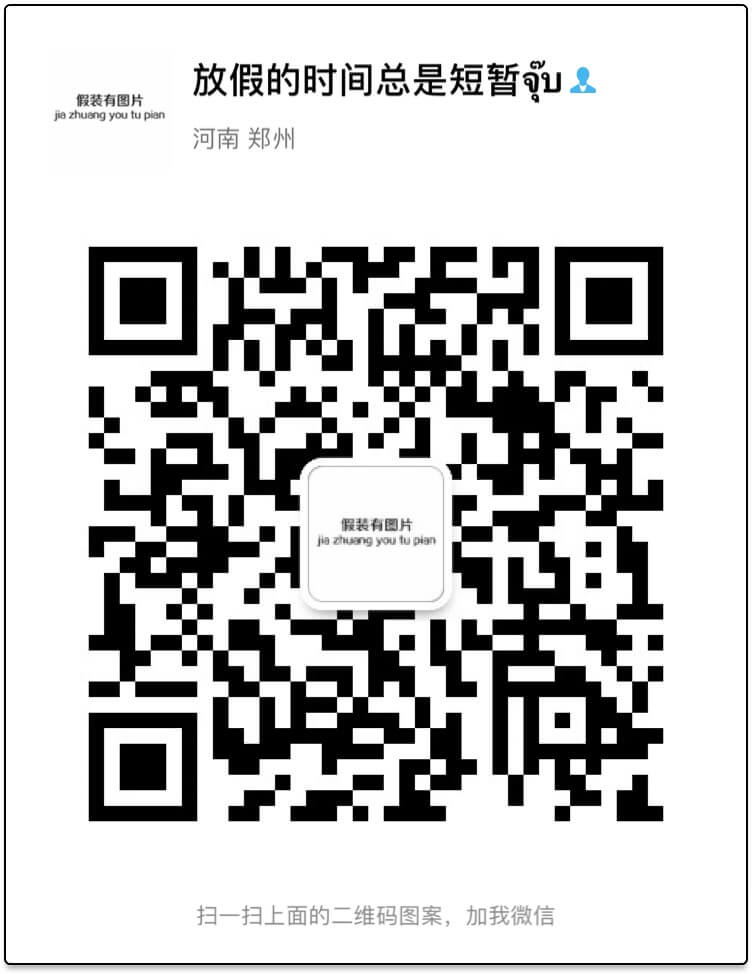 放假的时间总是短暂จุ๊บ
假装有图片
jia zhuang you tu pian
河南 郑州
假装有图片
jia zhuang you tu pian
扫一扫上面的二维码图案，加我微信